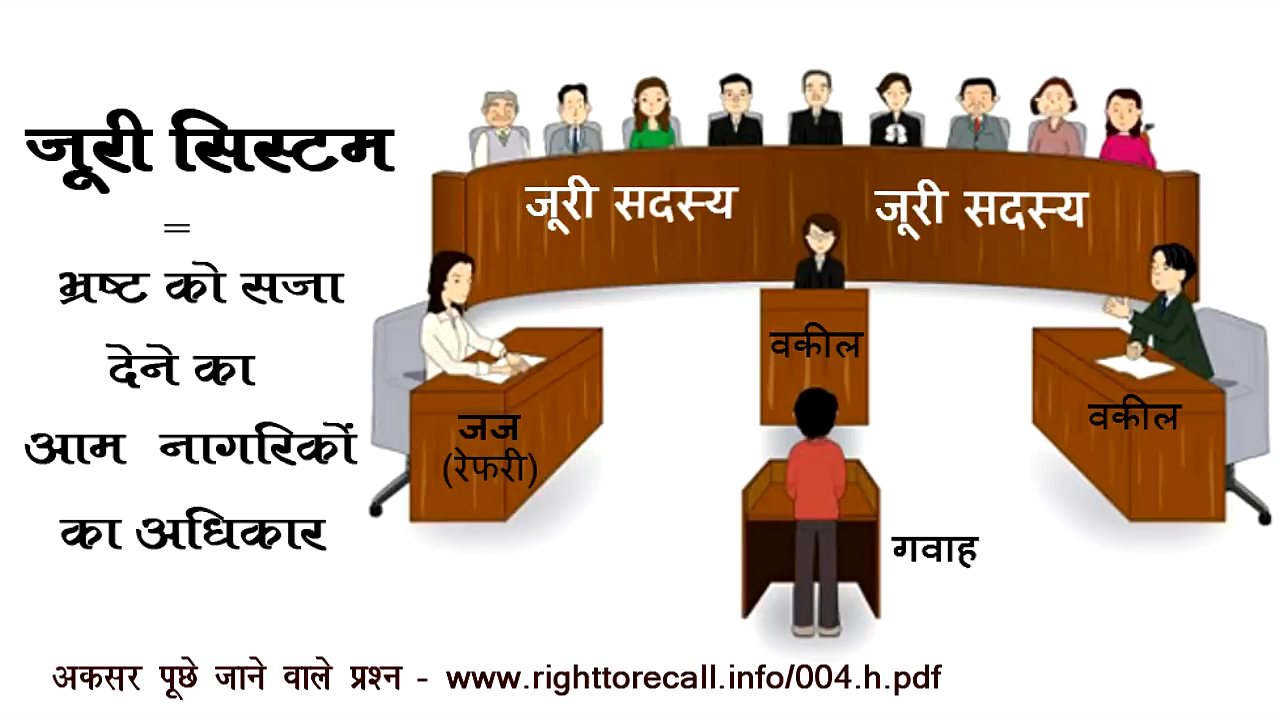 जूरी सिस्टम
=
भ्रष्ट को सजा
देने का
आम नागरिकों
का अधिकार
जूरी सदस्य
जूरी सदस्य
वकील
जज
(रेफरी)
वकील
गवाह
अकसर पूछे जाने वाले प्रश्न - www.righttorecall.info/004.h.pdf